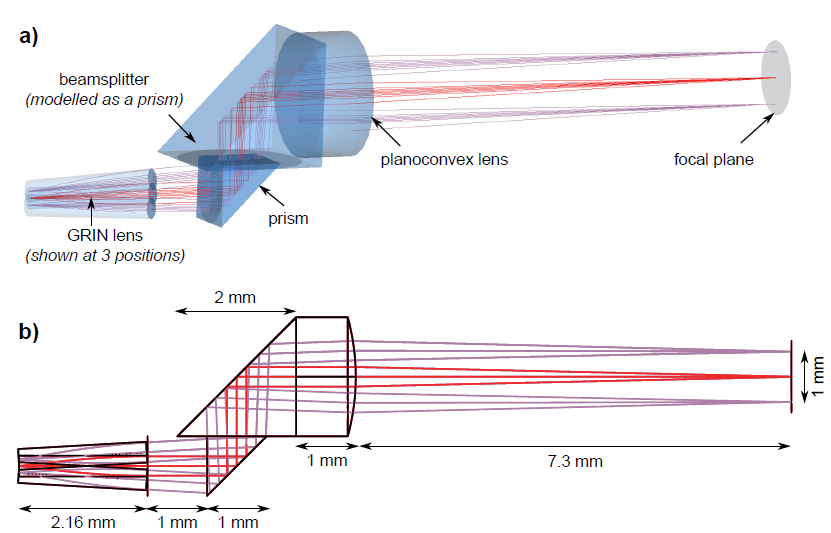 a)
beamsplitter
(modelled as a prism)
planoconvex lens
focal plane
prism
GRIN lens
(shown at 3 positions)
b)
2 mm
1 mm
1 mm
7.3 mm
2.16 mm
1 mm
1 mm